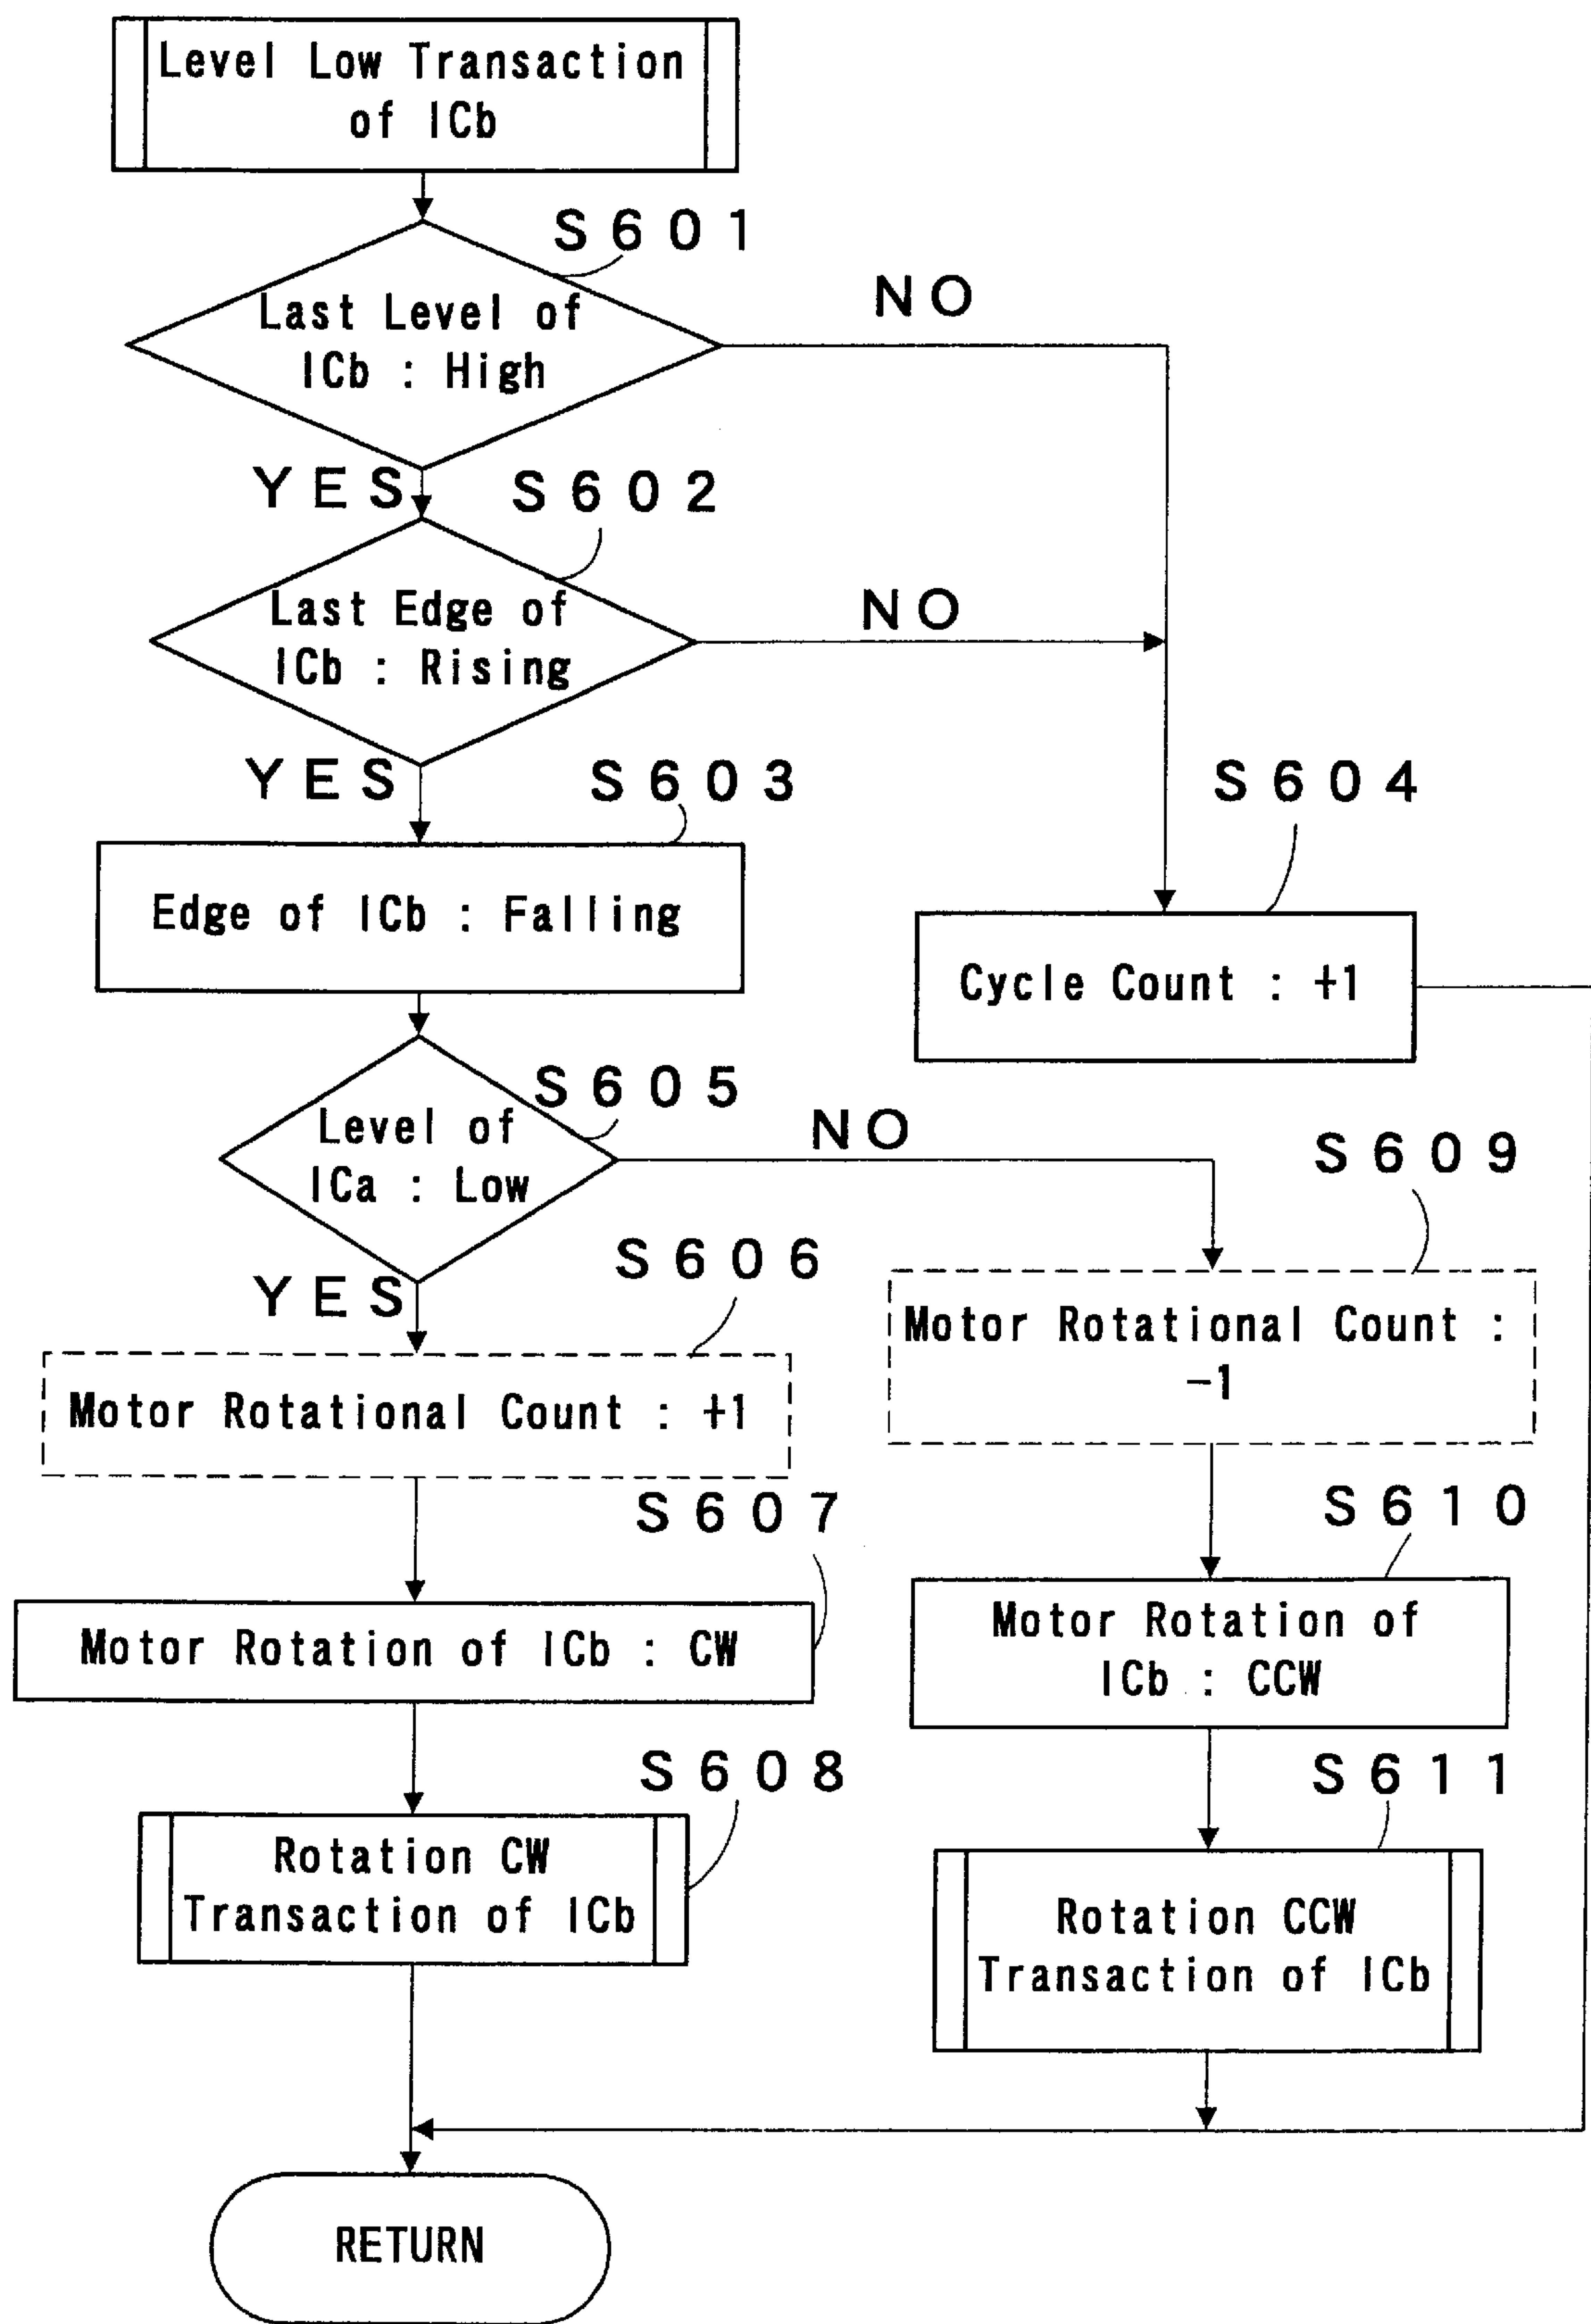 Level Low Transaction
of ICb
S601
Last Level of
ICb : High
NO
YES
S602
Last Edge of
ICb : Rising
NO
YES
S603
Edge of ICb : Falling
S604
Cycle Count : +1
S605
Level of
ICa : Low
NO
YES
S606
Motor Rotational Count : +1
S609
Motor Rotational Count :
-1
S607
Motor Rotation of ICb : CW
S610
Motor Rotation of
ICb : CCW
S608
Rotation CW
Transaction of ICb
S611
Rotation CCW
Transaction of ICb
RETURN